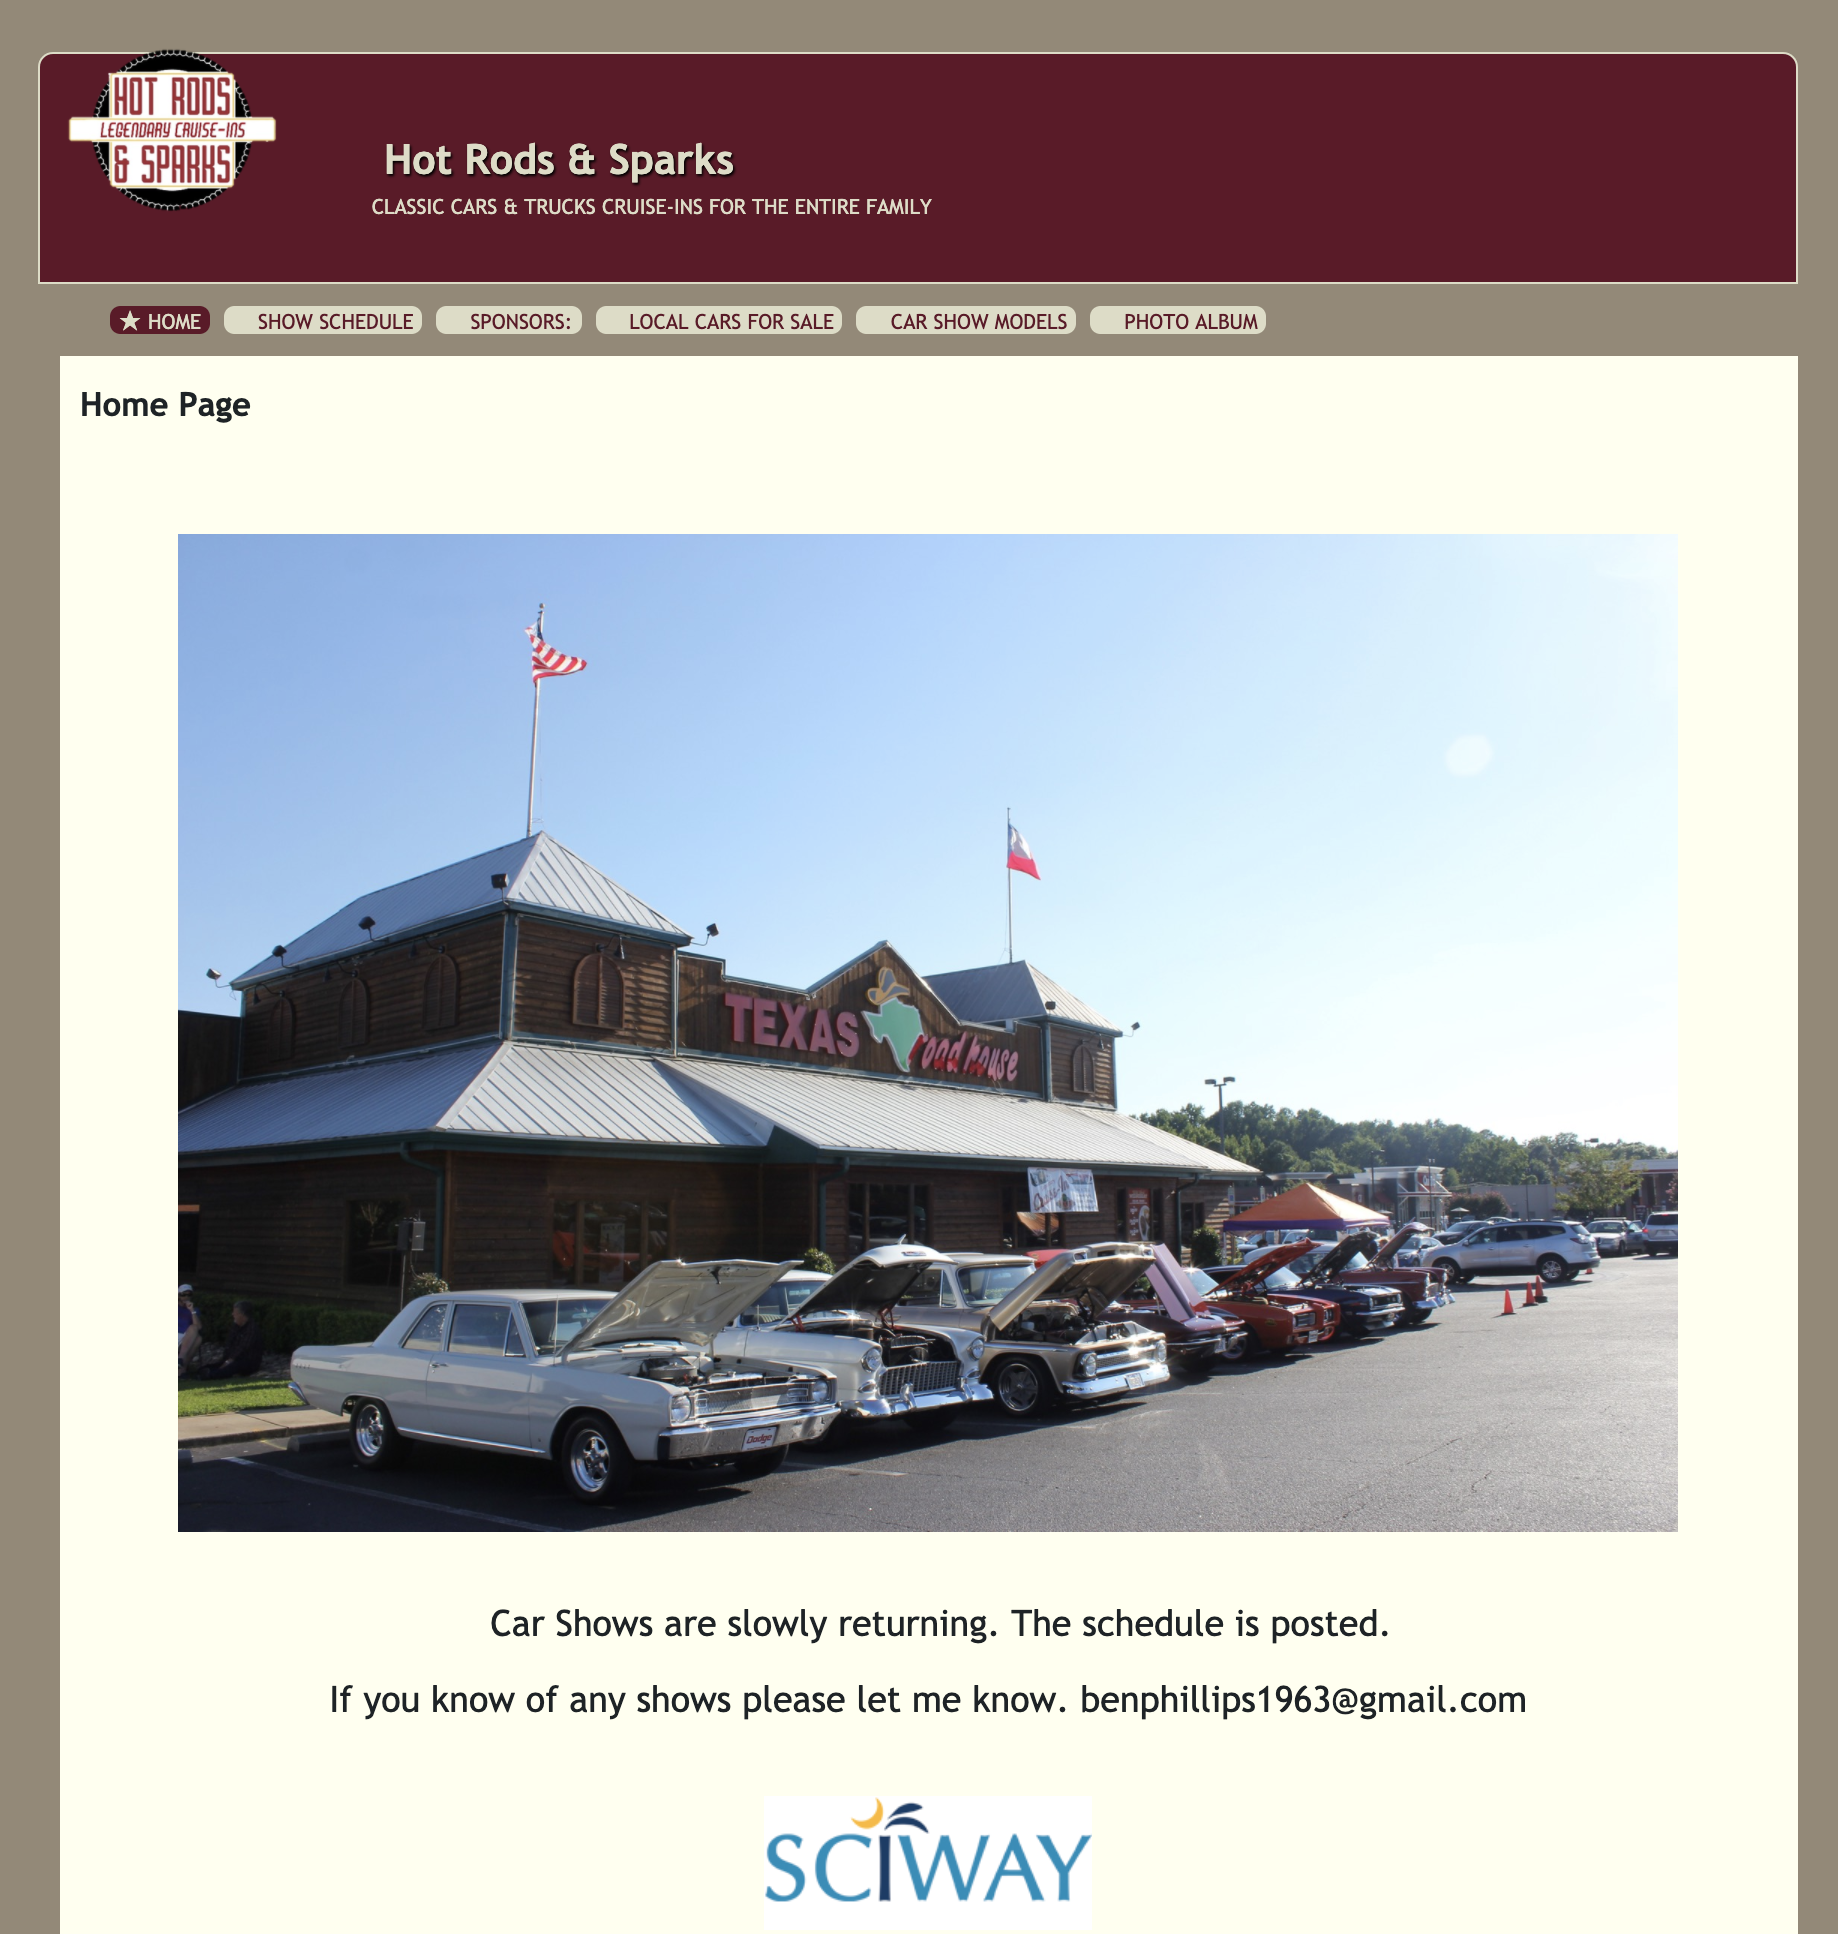 HOT RODS
LEGENDARY CRUISE-INS
& SPARKS
Hot Rods & Sparks
CLASSIC CARS & TRUCKS CRUISE-INS FOR THE ENTIRE FAMILY
★ HOME
SHOW SCHEDULE
SPONSORS:
LOCAL CARS FOR SALE
CAR SHOW MODELS
PHOTO ALBUM
Home Page
TEXAS
road house
Dodge
Car Shows are slowly returning. The schedule is posted.
If you know of any shows please let me know. benphillips1963@gmail.com
SCIWAY